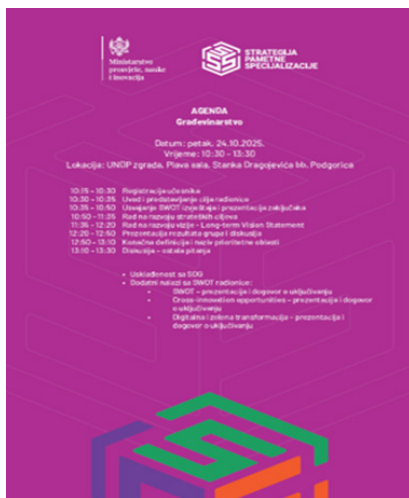 Ministarstvo
prosvjete, nauke
i inovacija
STRATEGIJA
PAMETNE
SPECIJALIZACIJE
AGENDA
Građevinarstvo
Datum: petak, 24.10.2025.
Vrijeme: 10:30 - 13:30
Lokacija: UNOP zgrada, Plava sala, Stanka Dragojevića bb, Podgorica
10:15 - 10:30 Registracija učesnika
10:30 - 10:35 Uvod i predstavljanje cilja radionice
10:35 - 10:50 Usvajanje SWOT izvještaja i prezentacija zaključaka
10:50 - 11:35 Rad na razvoju strateških ciljeva
11:35 - 12:20 Rad na razvoju vizije - Long-term Vision Statement
12:20 - 12:50 Prezentacija rezultata grupa i diskusija
12:50 - 13:10 Konačna definicija i naziv prioritetne oblasti
13:10 - 13:30 Diskusija - ostala pitanja
• Usklađenost sa SDG
• Dodatni nalazi sa SWOT radionice:
• SWOT - prezentacija i dogovor o uključivanju
• Cross-innovation opportunities - prezentacija i dogovor
o uključivanju
• Digitalna i zelena transformacija - prezentacija i
dogovor o uključivanju